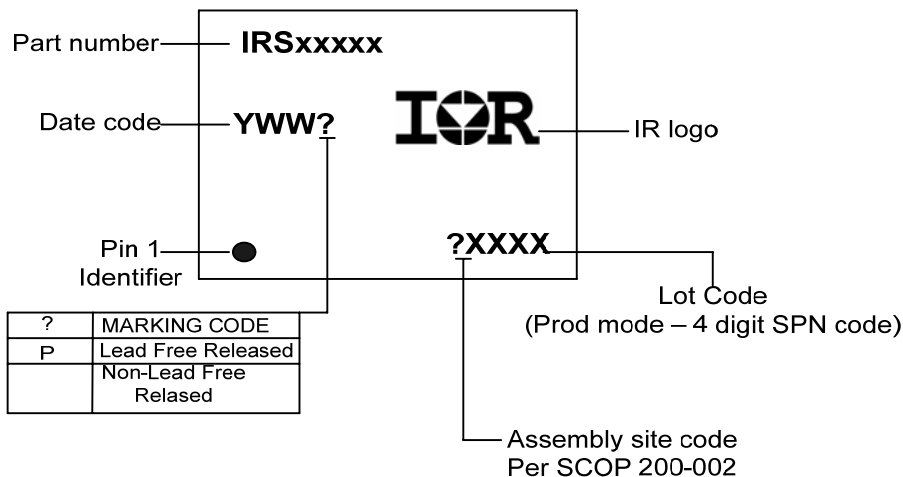 Part number
IRSxxxxx
Date code
YWW?
IOR
IR logo
Pin 1
Identifier
?XXXX
Lot Code
(Prod mode – 4 digit SPN code)
? MARKING CODE
P Lead Free Released
Non-Lead Free
Relased
Assembly site code
Per SCOP 200-002